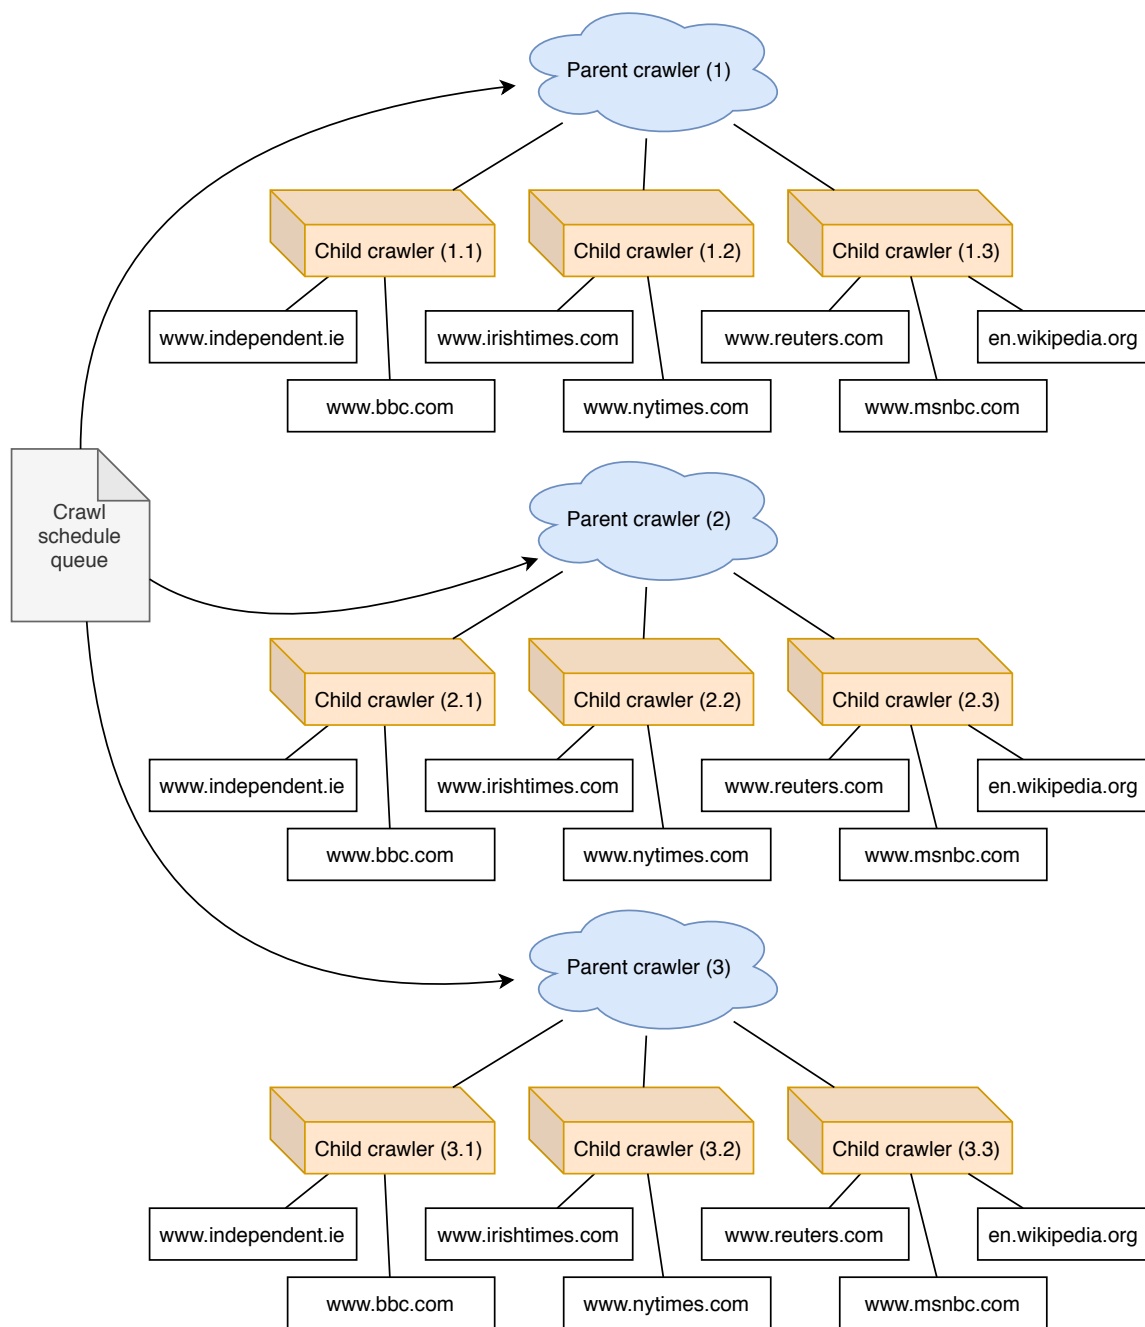 Parent crawler (1)
Child crawler (1.1)
Child crawler (1.2)
Child crawler (1.3)
www.independent.ie
www.irishtimes.com
www.reuters.com
en.wikipedia.org
www.bbc.com
www.nytimes.com
www.msnbc.com
Crawl
schedule
queue
Parent crawler (2)
Child crawler (2.1)
Child crawler (2.2)
Child crawler (2.3)
www.independent.ie
www.irishtimes.com
www.reuters.com
en.wikipedia.org
www.bbc.com
www.nytimes.com
www.msnbc.com
Parent crawler (3)
Child crawler (3.1)
Child crawler (3.2)
Child crawler (3.3)
www.independent.ie
www.irishtimes.com
www.reuters.com
en.wikipedia.org
www.bbc.com
www.nytimes.com
www.msnbc.com